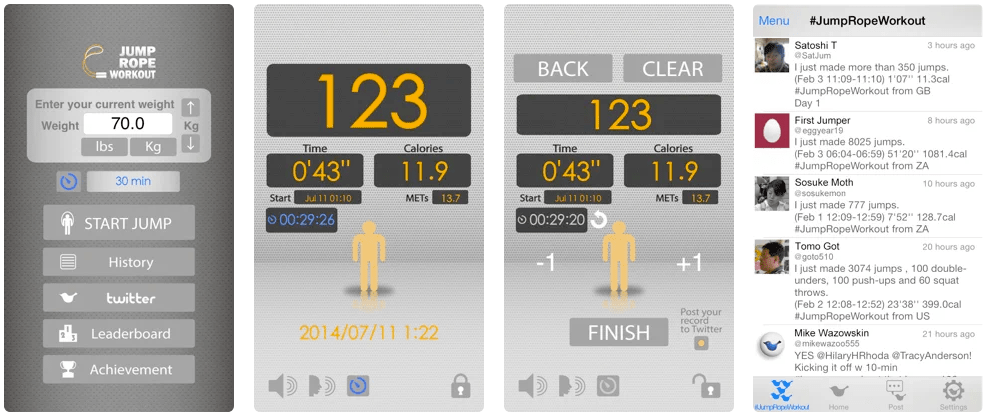 JUMP
ROPE
WORKOUT
Enter your current weight
Weight 70.0 Kg
lbs Kg
30 min
START JUMP
History
twitter
Leaderboard
Achievement
123
Time Calories
0'43'' 11.9
Start Jul 11 01:10 METs 13.7
00:29:26
2014/07/11 1:22
BACK CLEAR
123
Time Calories
0'43'' 11.9
Start Jul 11 01:10 METs 13.7
00:29:20
-1 +1
Post your
record
to Twitter
FINISH
Menu #JumpRopeWorkout
Satoshi T 3 hours ago
@SatJum
I just made more than 350 jumps.
(Feb 3 11:09-11:10) 1'07'' 11.3cal
#JumpRopeWorkout from GB
Day 1
First Jumper 8 hours ago
@eggyear19
I just made 8025 jumps.
(Feb 3 06:04-06:59) 51'20'' 1081.4cal
#JumpRopeWorkout from ZA
Sosuke Moth 10 hours ago
@sosukemon
I just made 777 jumps.
(Feb 1 12:09-12:59) 7'52'' 128.7cal
#JumpRopeWorkout from ZA
Tomo Got 20 hours ago
@goto510
I just made 3074 jumps , 100 double-
unders, 100 push-ups and 60 squat
throws.
(Feb 2 12:08-12:52) 23'38'' 399.0cal
#JumpRopeWorkout from US
Mike Wazowskin 21 hours ago
@mikewazoo555
YES @HilaryHRhoda @TracyAnderson!
Kicking it off w 10-min
#JumpRopeWorkout Home Post Settings